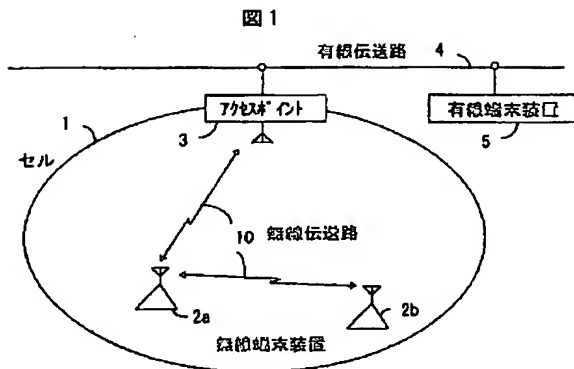 図1
有線伝送路 4
アクセスポイント
有線端末装置
1
3
5
セル
10 無線伝送路
2a
2b
無線端末装置